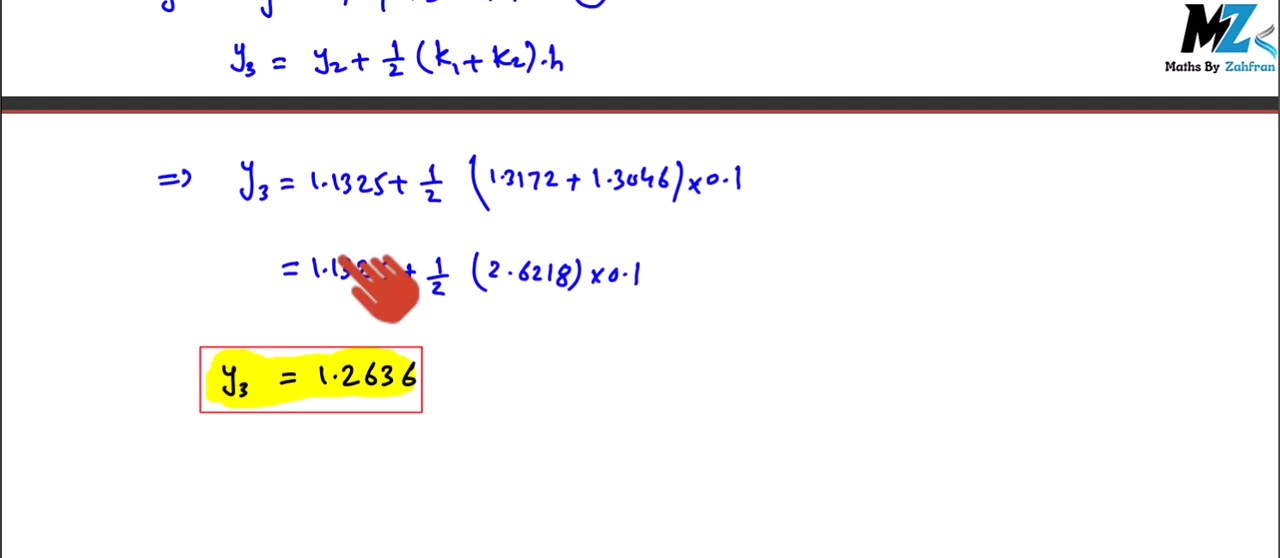 MZ
Maths By Zahfran
y₃ = y₂ + 1/2 (k₁ + k₂).h
=> y₃ = 1.1325 + 1/2 (1.3172 + 1.3046) x 0.1
= + 1/2 (2.6218) x 0.1
y₃ = 1.2636